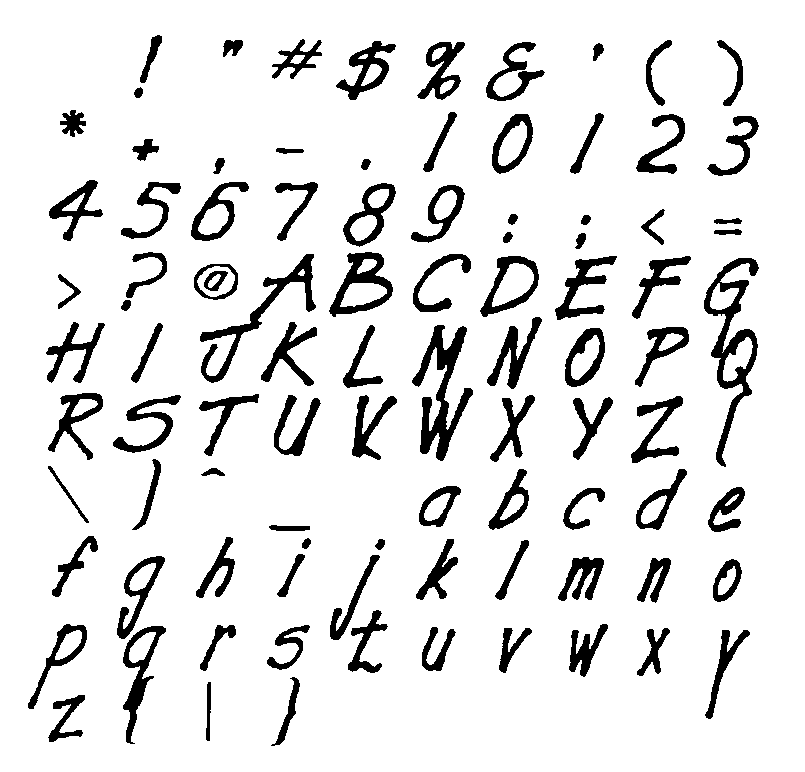 ! " # $ % & ' ( )
* + , - . / 0 1 2 3
4 5 6 7 8 9 : ; < =
> ? @ A B C D E F G
H I J K L M N O P Q
R S T U V W X Y Z [
\ ] ^ _ a b c d e
f g h i j k l m n o
p q r s t u v w x y
z { | }